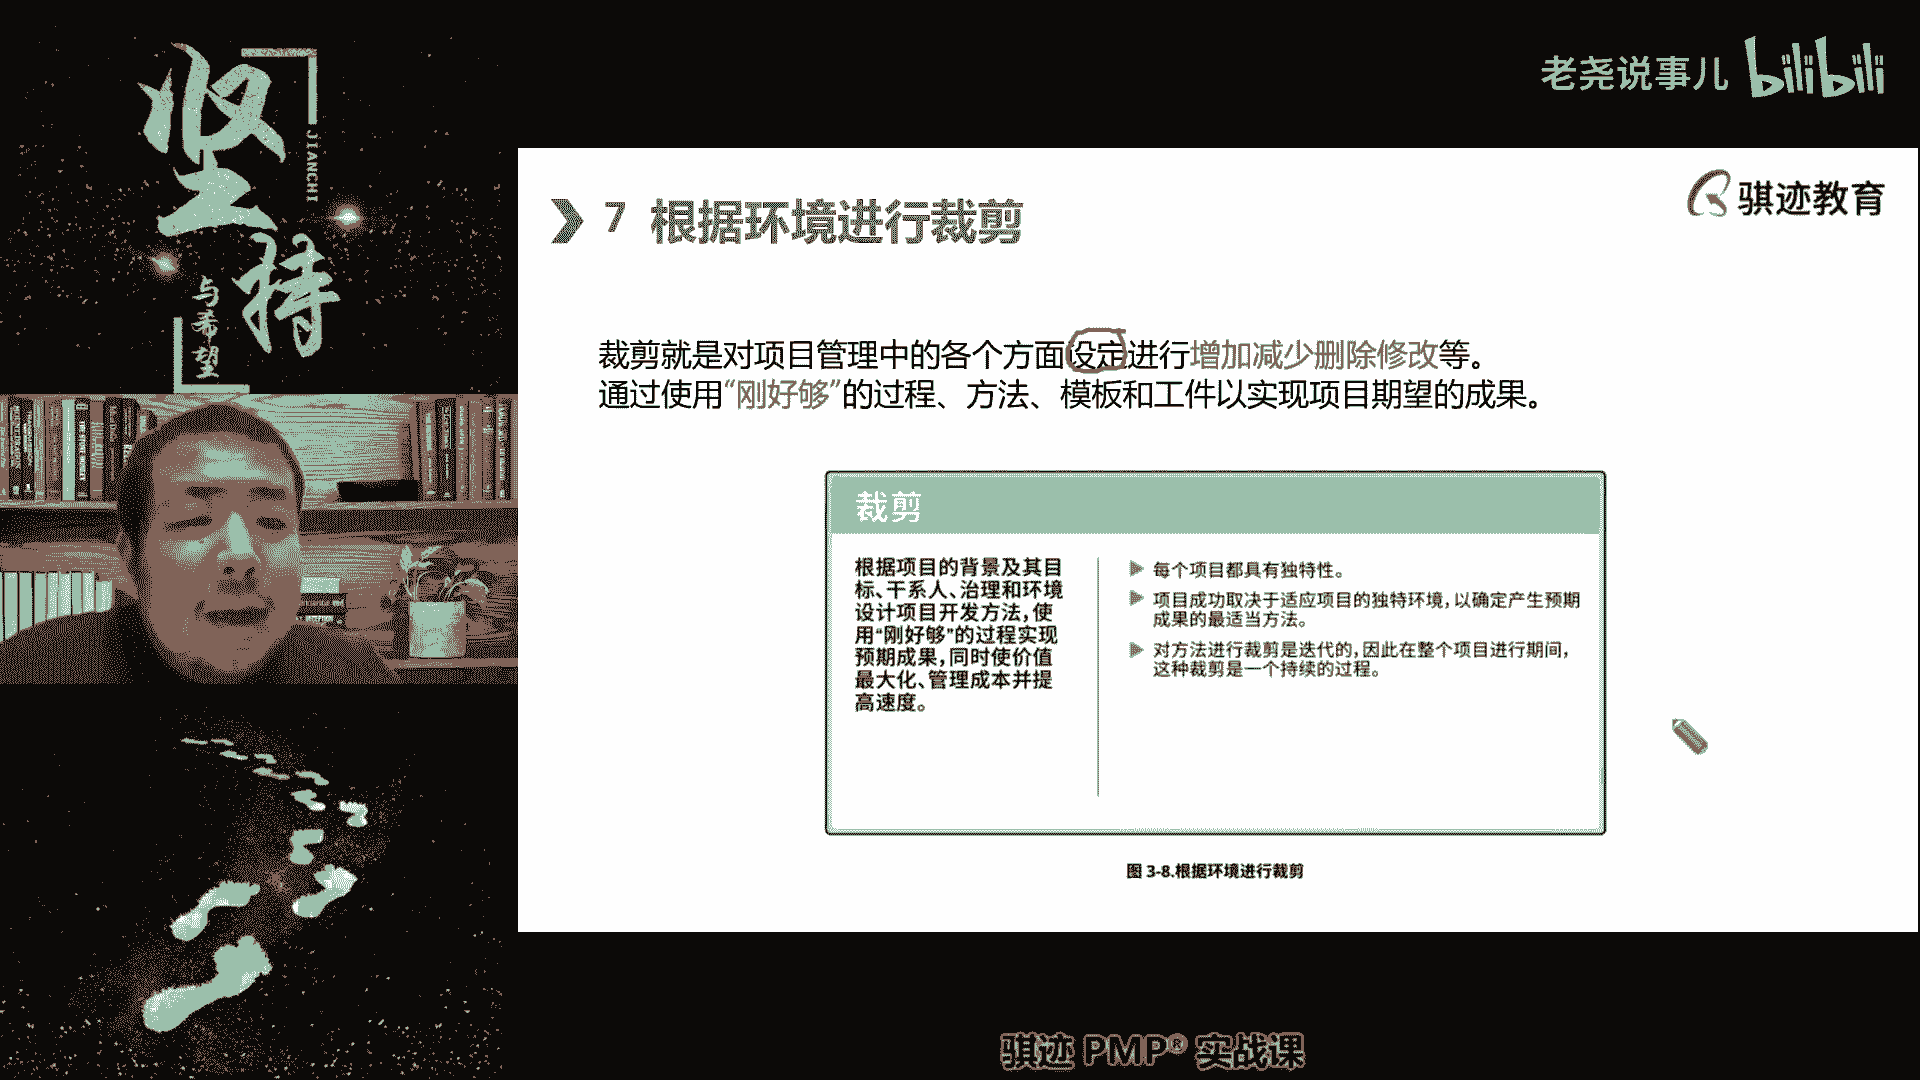 坚持
JIANCHI
与希望
老尧说事儿 bilibili
骐迹教育
7 根据环境进行裁剪
裁剪就是对项目管理中的各个方面设定进行增加减少删除修改等。
通过使用“刚好够”的过程、方法、模板和工件以实现项目期望的成果。
裁剪
根据项目的背景及其目
标、干系人、治理和环境
设计项目开发方法,使
用“刚好够”的过程实现
预期成果,同时使价值
最大化、管理成本并提
高速度。
每个项目都具有独特性。
项目成功取决于适应项目的独特环境,以确定产生预期
成果的最适当方法。
对方法进行裁剪是迭代的,因此在整个项目进行期间,
这种裁剪是一个持续的过程。
图 3-8.根据环境进行裁剪
骐迹 PMP® 实战课